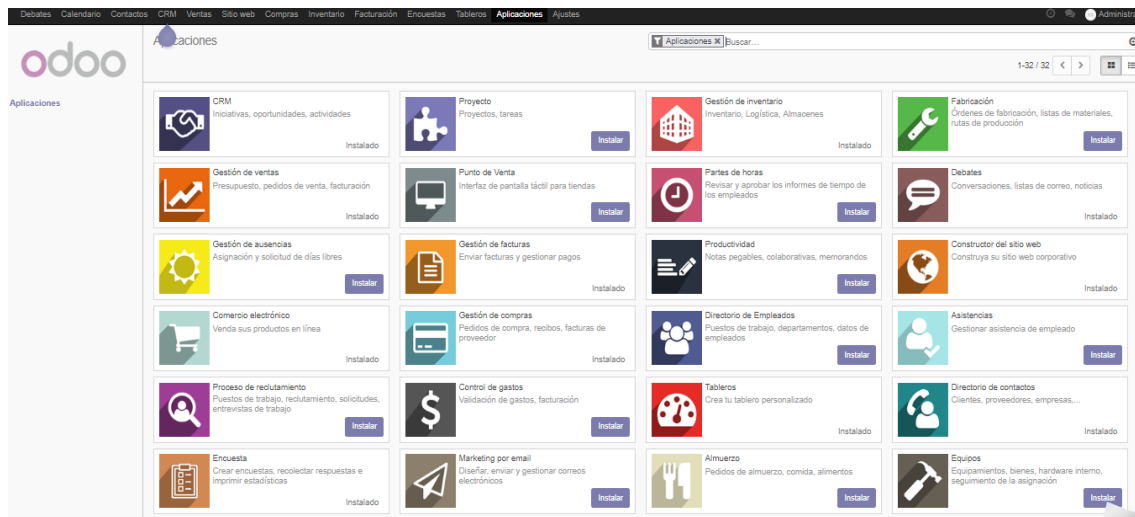 Debates Calendario Contactos CRM Ventas Sitio web Compras Inventario Facturación Encuestas Tableros Aplicaciones Ajustes
odoo
Aplicaciones
Buscar...
1-32 / 32
Aplicaciones
CRM
Iniciativas, oportunidades, actividades
Instalado
Proyecto
Proyectos, tareas
Instalar
Gestión de inventario
Inventario, Logística, Almacenes
Instalado
Fabricación
Órdenes de fabricación, listas de materiales,
rutas de producción
Instalar
Gestión de ventas
Presupuesto, pedidos de venta, facturación
Instalado
Punto de Venta
Interfaz de pantalla táctil para tiendas
Instalar
Partes de horas
Revisar y aprobar los informes de tiempo de
los empleados
Instalar
Debates
Conversaciones, listas de correo, noticias
Instalado
Gestión de ausencias
Asignación y solicitud de días libres
Instalar
Gestión de facturas
Enviar facturas y gestionar pagos
Instalado
Productividad
Notas pegables, colaborativas, memorandos
Instalar
Constructor del sitio web
Construya su sitio web corporativo
Instalado
Comercio electrónico
Venda sus productos en línea
Instalado
Gestión de compras
Pedidos de compra, recibos, facturas de
proveedor
Instalado
Directorio de Empleados
Puestos de trabajo, departamentos, datos de
empleados
Instalar
Asistencias
Gestionar asistencia de empleado
Instalar
Proceso de reclutamiento
Puestos de trabajo, reclutamiento, solicitudes,
entrevistas de trabajo
Instalar
Control de gastos
Validación de gastos, facturación
Instalar
Tableros
Crea tu tablero personalizado
Instalado
Directorio de contactos
Clientes, proveedores, empresas,...
Instalado
Encuesta
Crear encuestas, recolectar respuestas e
imprimir estadísticas
Instalado
Marketing por email
Diseñar, enviar y gestionar correos
electrónicos
Instalar
Almuerzo
Pedidos de almuerzo, comida, alimentos
Instalar
Equipos
Equipamientos, bienes, hardware interno,
seguimiento de la asignación
Instalar